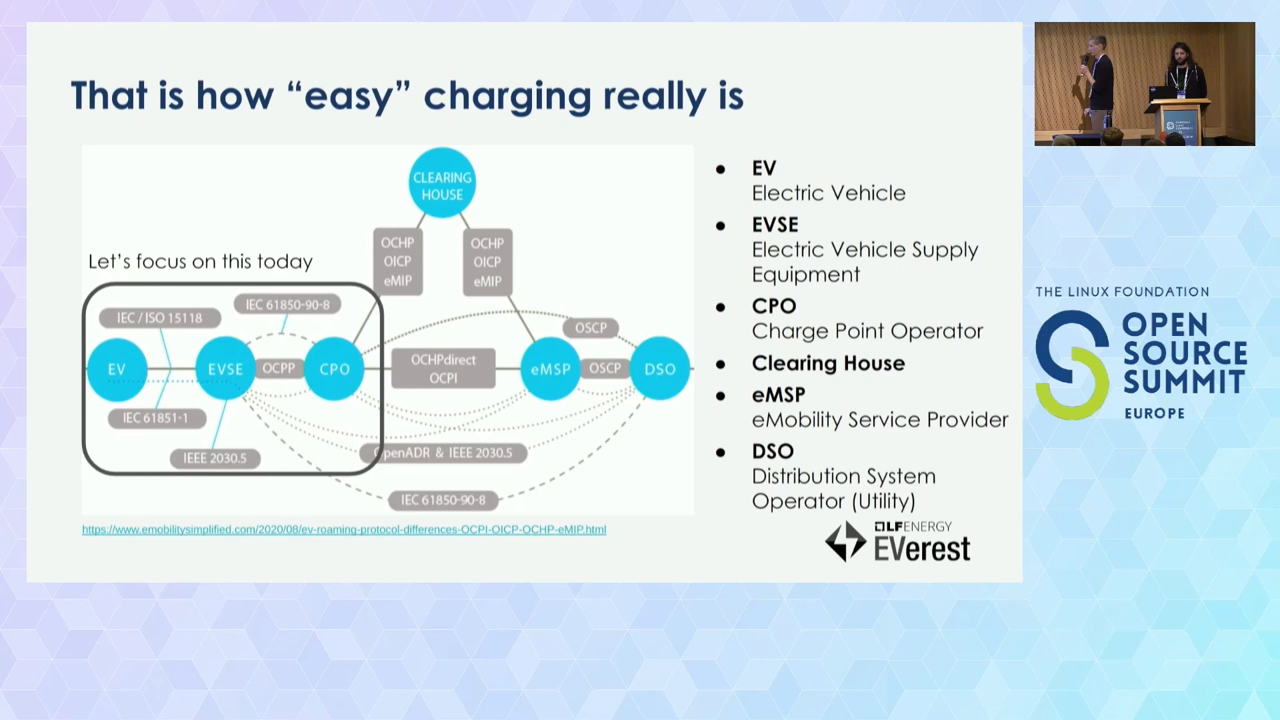 That is how “easy” charging really is
CLEARING
HOUSE
OCHP
OICP
eMIP
OCHP
OICP
eMIP
Let's focus on this today
IEC 61850-90-8
IEC / ISO 15118
OSCP
EV
EVSE
OCPP
CPO
OCHPdirect
OCPI
eMSP
OSCP
DSO
IEC 61851-1
IEEE 2030.5
OpenADR & IEEE 2030.5
IEC 61850-90-8
https://www.emobilitysimplified.com/2020/08/ev-roaming-protocol-differences-OCPI-OICP-OCHP-eMIP.html
● EV
Electric Vehicle
● EVSE
Electric Vehicle Supply
Equipment
● CPO
Charge Point Operator
● Clearing House
● eMSP
eMobility Service Provider
● DSO
Distribution System
Operator (Utility)
LFENERGY
EVerest
THE LINUX FOUNDATION
OPEN
SOURCE
SUMMIT
EUROPE